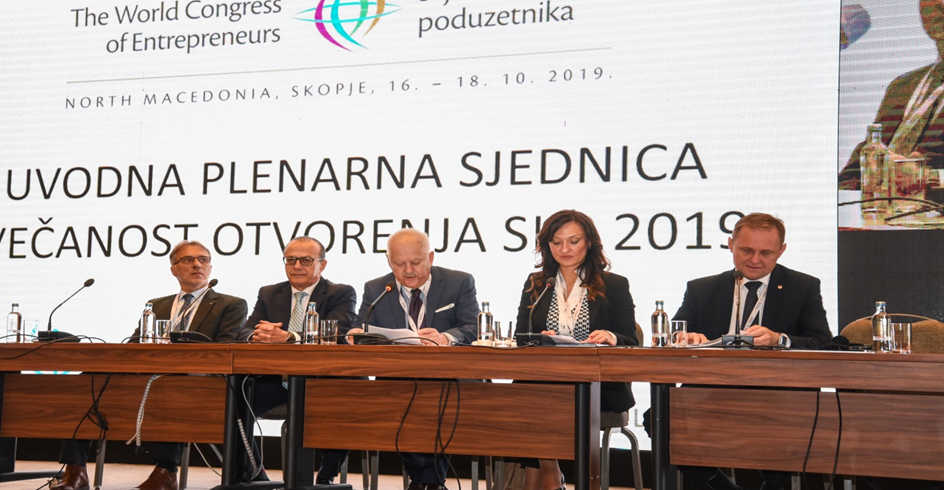 The World Congress
of Entrepreneurs
poduzetnika
NORTH MACEDONIA, SKOPJE, 16. – 18. 10. 2019.
UVODNA PLENARNA SJEDNICA
VEČANOST OTVORENJA 2019